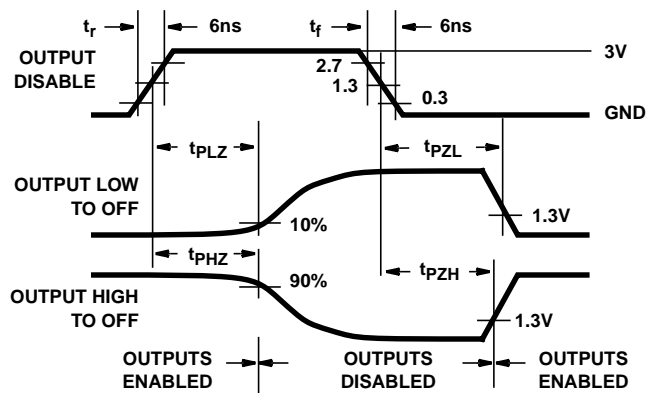 tr 6ns tf 6ns
OUTPUT
DISABLE
3V
2.7
1.3
0.3
GND
tPLZ tPZL
OUTPUT LOW
TO OFF
10%
1.3V
tPHZ tPZH
90%
OUTPUT HIGH
TO OFF
1.3V
OUTPUTS
ENABLED
OUTPUTS
DISABLED
OUTPUTS
ENABLED